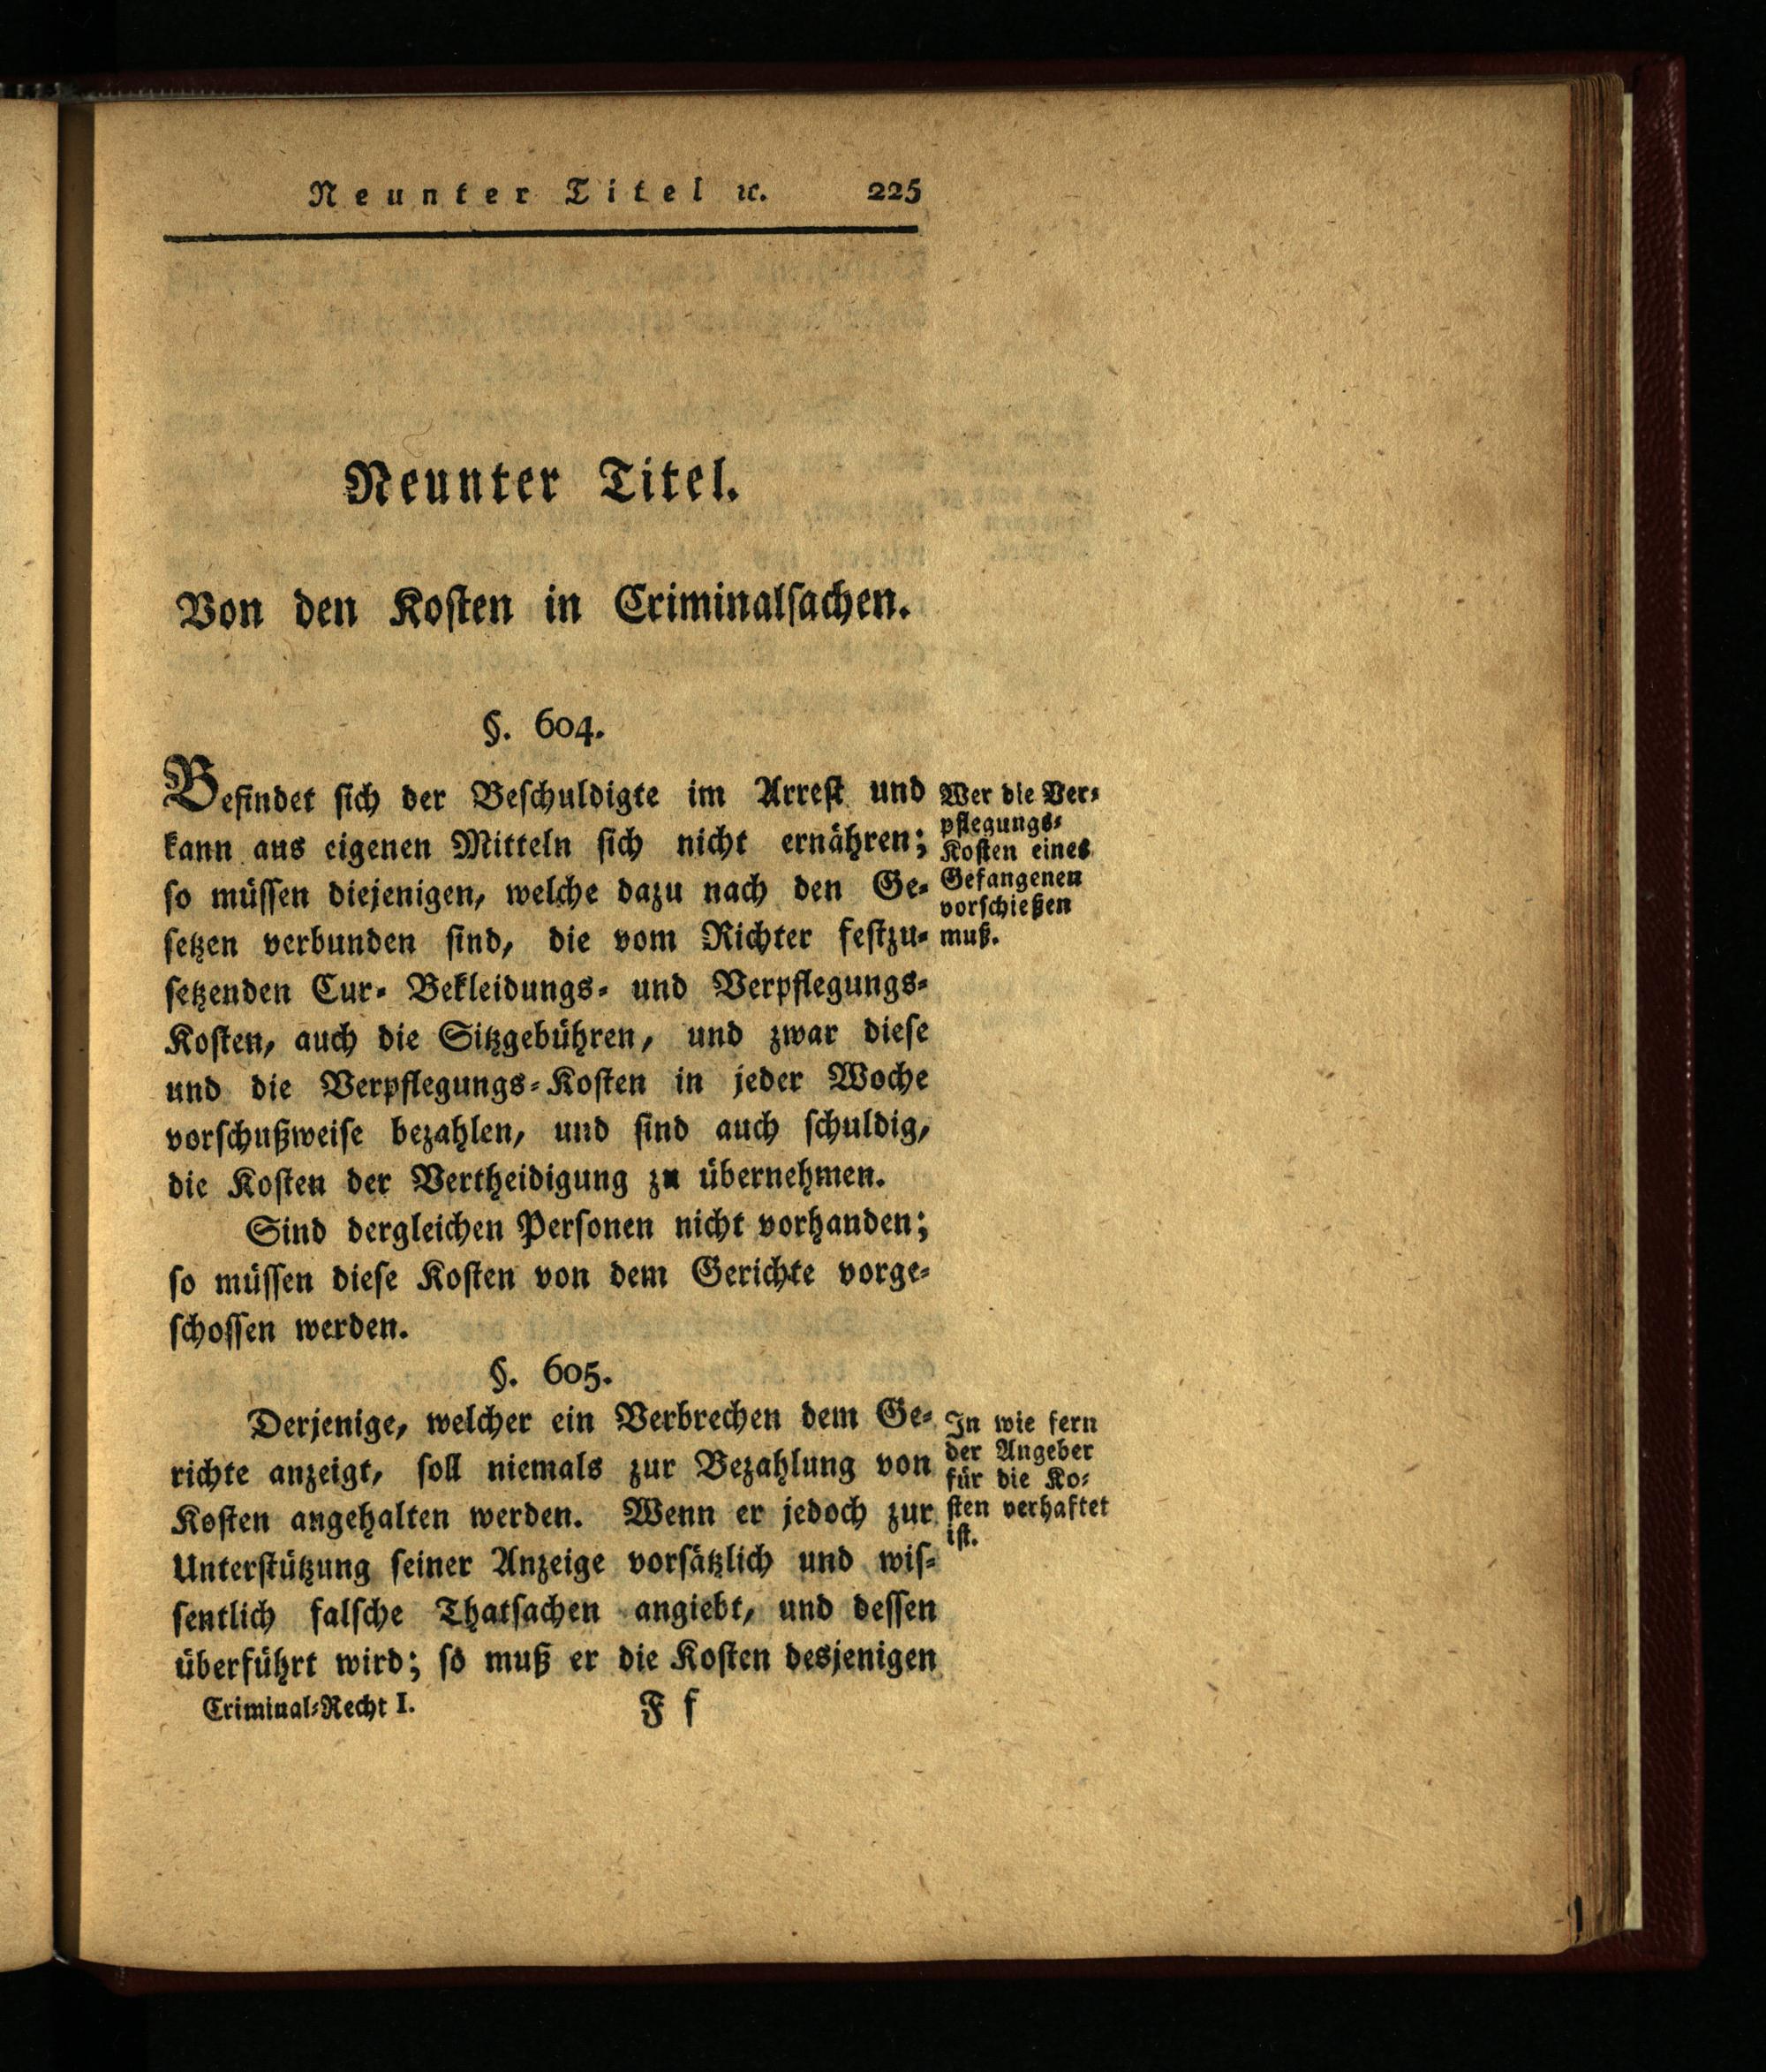 Neunter Titel ꝛc. 225
Neunter Titel.
Von den Koſten in Criminalſachen.
§. 604.
Befindet ſich der Beſchuldigte im Arreſt und
kann aus eigenen Mitteln ſich nicht ernähren;
ſo müſſen diejenigen, welche dazu nach den Ge-
ſetzen verbunden ſind, die vom Richter feſtzu-
ſetzenden Cur- Bekleidungs- und Verpflegungs-
Koſten, auch die Sitzgebühren, und zwar dieſe
und die Verpflegungs-Koſten in jeder Woche
vorſchußweiſe bezahlen, und ſind auch ſchuldig,
die Koſten der Vertheidigung zu übernehmen.
Wer die Ver-
pflegungs-
Koſten eines
Gefangenen
vorſchießen
muß.
Sind dergleichen Perſonen nicht vorhanden;
ſo müſſen dieſe Koſten von dem Gerichte vorge-
ſchoſſen werden.
§. 605.
Derjenige, welcher ein Verbrechen dem Ge-
richte anzeigt, ſoll niemals zur Bezahlung von
Koſten angehalten werden. Wenn er jedoch zur
Unterſtützung ſeiner Anzeige vorſätzlich und wiſ-
ſentlich falſche Thatſachen angiebt, und deſſen
überführt wird; ſo muß er die Koſten desjenigen
In wie fern
der Angeber
für die Ko-
ſten verhaftet
iſt.
Criminal-Recht I. F f